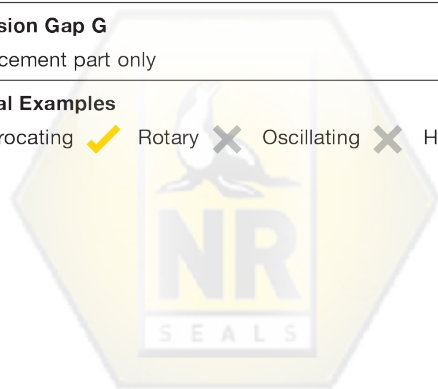 sion Gap G
cement part only
al Examples
rocating Rotary Oscillating H
NR
SEALS